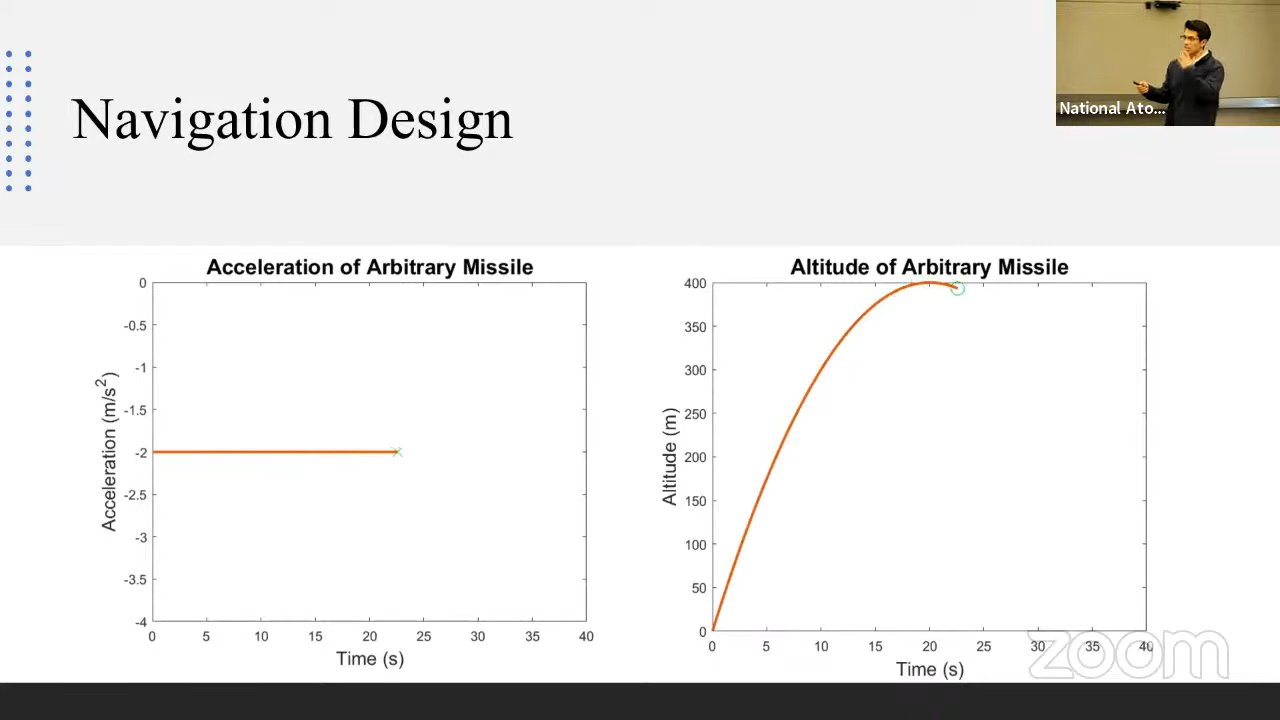 Navigation Design
National Ato...
Acceleration of Arbitrary Missile
Acceleration (m/s²)
0
-0.5
-1
-1.5
-2
-2.5
-3
-3.5
-4
0 5 10 15 20 25 30 35 40
Time (s)
Altitude of Arbitrary Missile
Altitude (m)
400
350
300
250
200
150
100
50
0
0 5 10 15 20 25 30 35 40
Time (s)
zoom